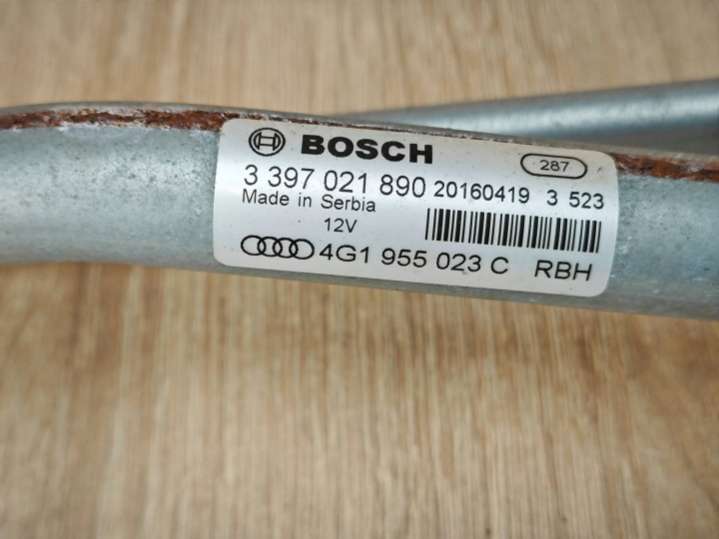 BOSCH 287
3 397 021 890 20160419 3 523
Made in Serbia
12V
4G1 955 023 C RBH